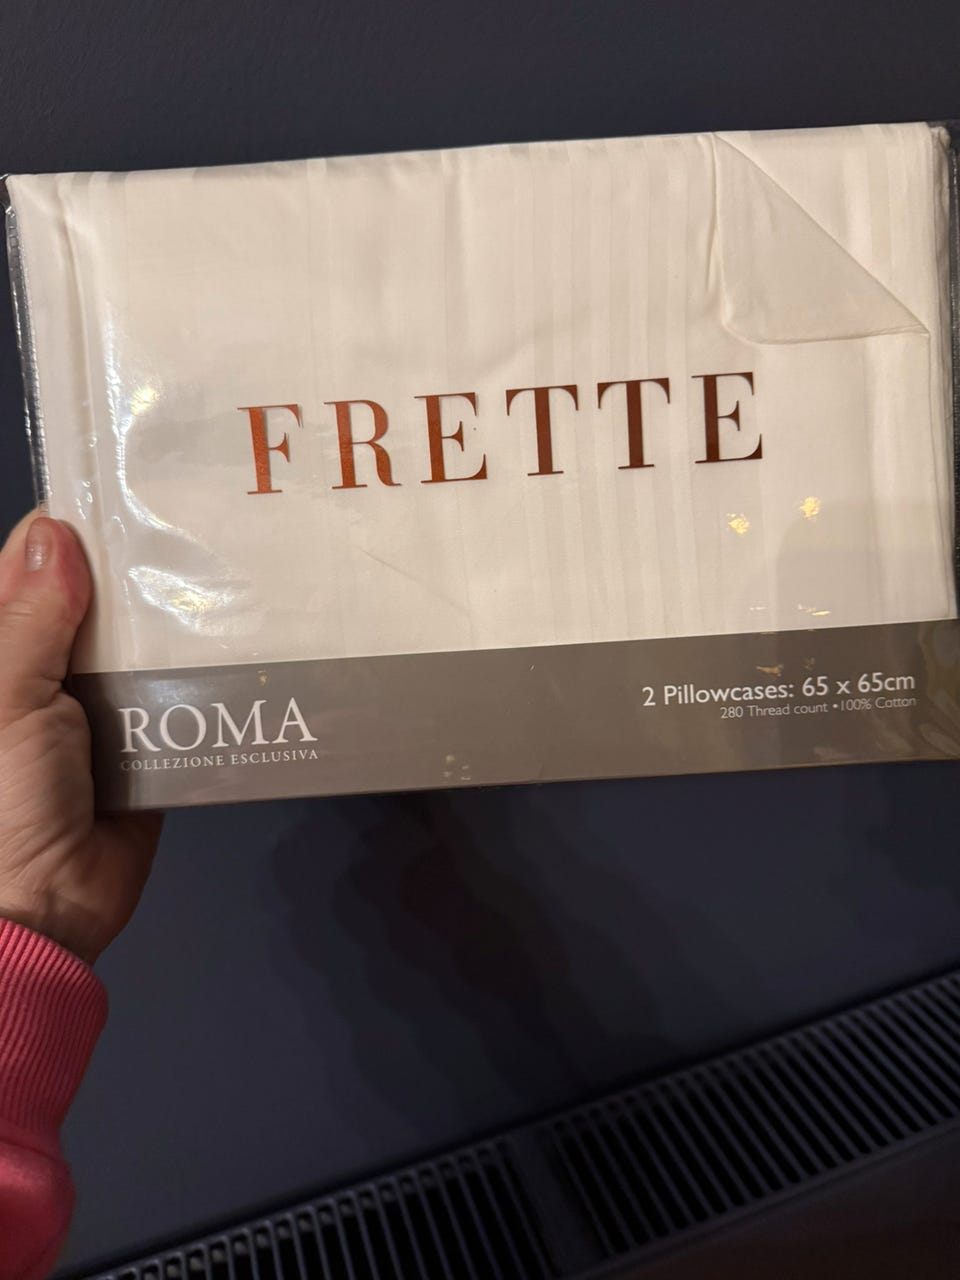 FRETTE
ROMA
COLLEZIONE ESCLUSIVA
2 Pillowcases: 65 x 65cm
280 Thread count •100% Cotton